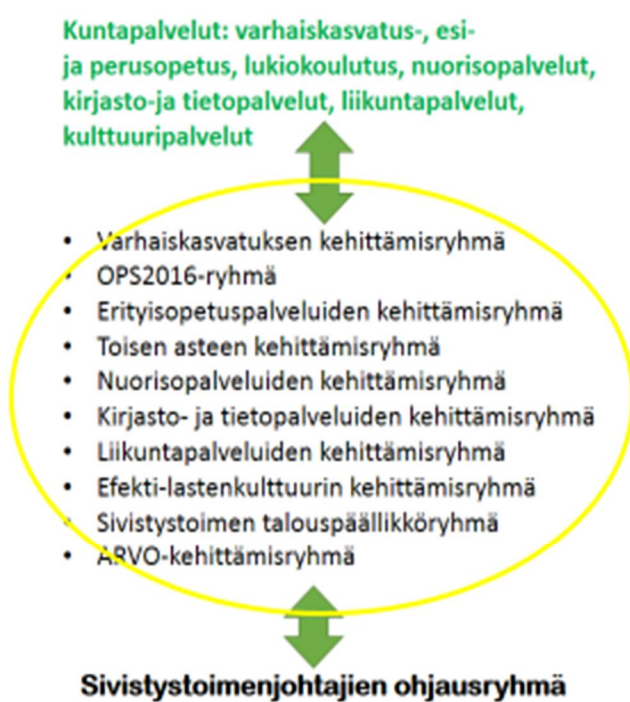 Kuntapalvelut: varhaiskasvatus-, esi-
ja perusopetus, lukiokoulutus, nuorisopalvelut,
kirjasto-ja tietopalvelut, liikuntapalvelut,
kulttuuripalvelut
• Varhaiskasvatuksen kehittämisryhmä
• OPS2016-ryhmä
• Erityisopetuspalveluiden kehittämisryhmä
• Toisen asteen kehittämisryhmä
• Nuorisopalveluiden kehittämisryhmä
• Kirjasto- ja tietopalveluiden kehittämisryhmä
• Liikuntapalveluiden kehittämisryhmä
• Efekti-lastenkulttuurin kehittämisryhmä
• Sivistystoimen talouspäällikköryhmä
• ARVO-kehittämisryhmä
Sivistystoimenjohtajien ohjausryhmä